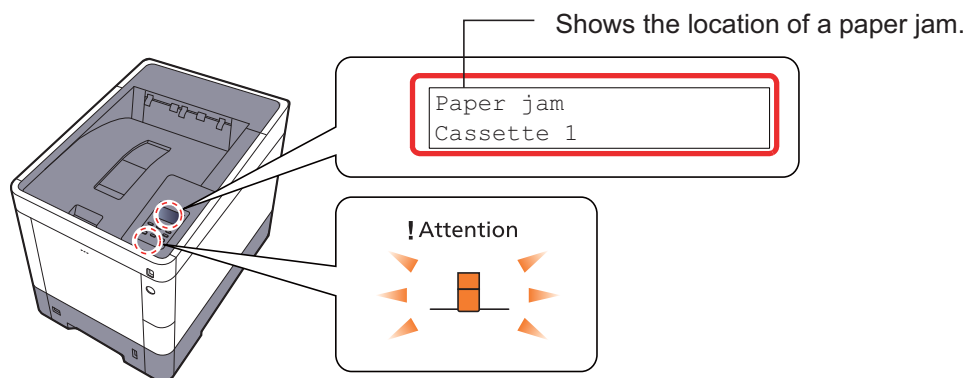 Shows the location of a paper jam.
Paper jam
Cassette 1
! Attention